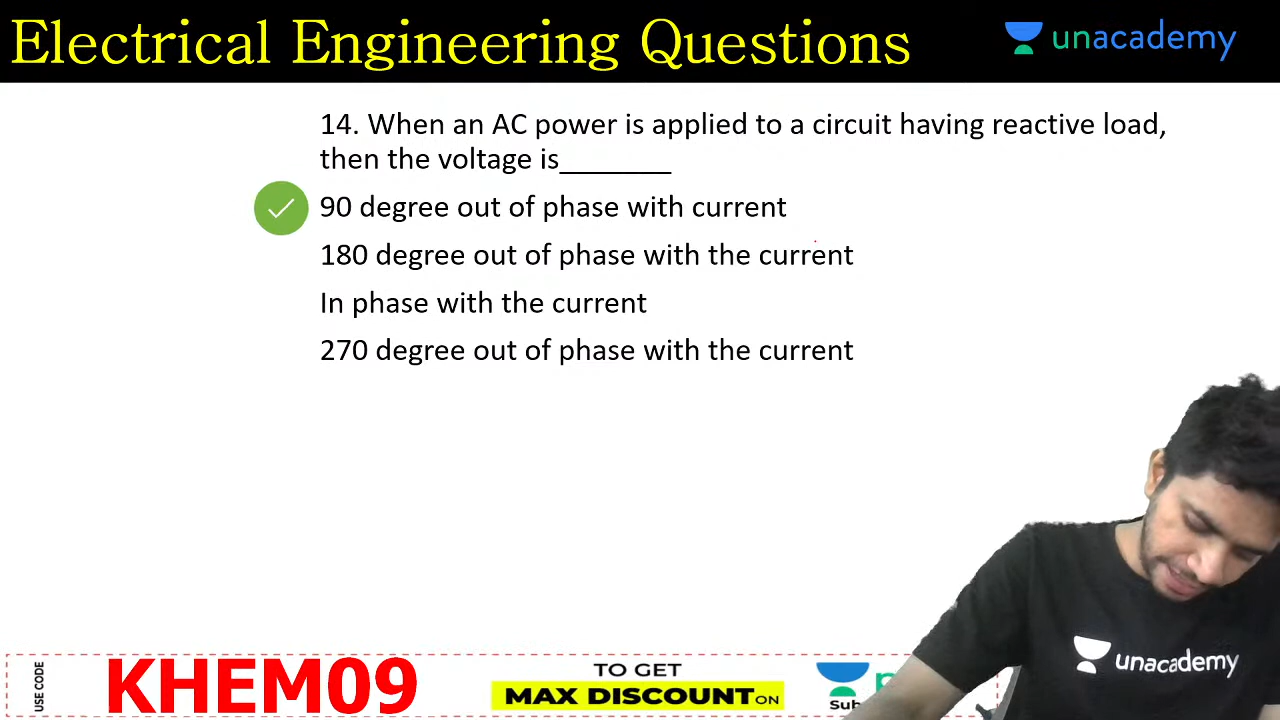 Electrical Engineering Questions
unacademy
14. When an AC power is applied to a circuit having reactive load,
then the voltage is_______
90 degree out of phase with current
180 degree out of phase with the current
In phase with the current
270 degree out of phase with the current
unacademy
USE CODE
KHEM09
TO GET
MAX DISCOUNT ON